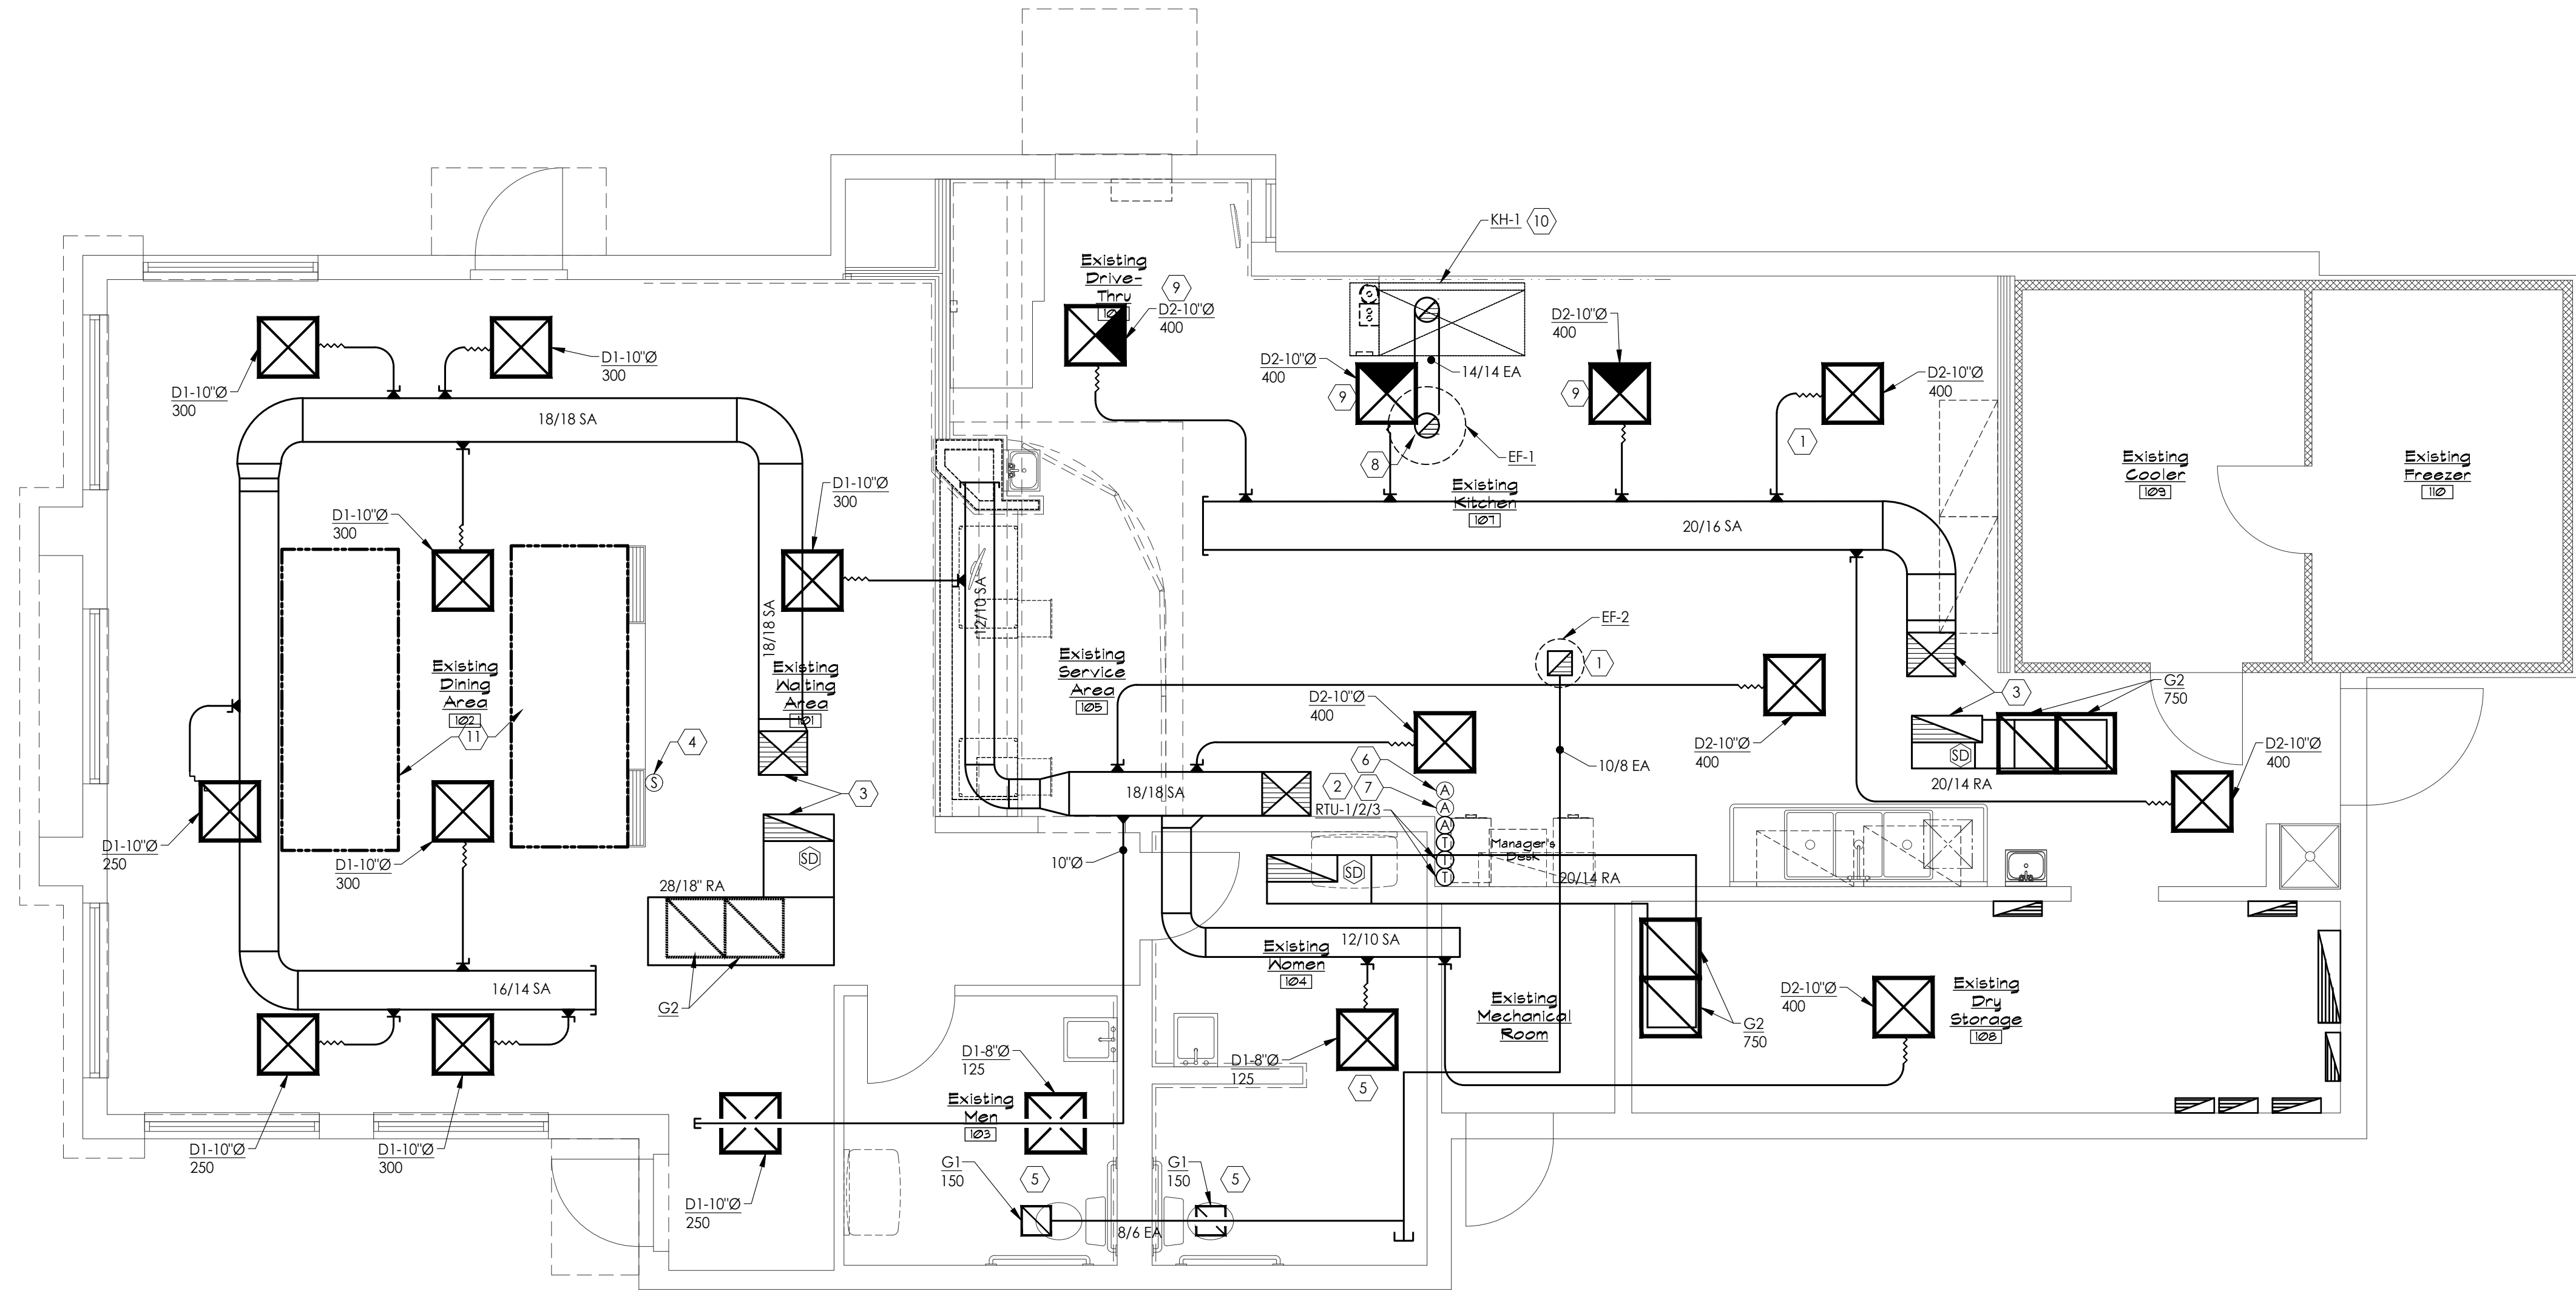 KH-1
10
Existing
Drive-
Thru
9
D2-10"Ø
400
D2-10"Ø
400
9
14/14 EA
D2-10"Ø
400
9
D2-10"Ø
400
1
8
EF-1
D1-10"Ø
300
D1-10"Ø
300
18/18 SA
Existing
Kitchen
107
20/16 SA
Existing
Cooler
109
Existing
Freezer
110
D1-10"Ø
300
D1-10"Ø
300
12/10 SA
18/18 SA
EF-2
1
Existing
Dining
Area
102
Existing
Waiting
Area
101
Existing
Service
Area
105
11
4
S
3
D2-10"Ø
400
D2-10"Ø
400
3
G2
750
SD
20/14 RA
D2-10"Ø
400
18/18 SA
6
2
7
RTU-1/2/3
A
A
A
T
T
T
10/8 EA
Manager's
Desk
20/14 RA
SD
10"Ø
D1-10"Ø
250
D1-10"Ø
300
SD
28/18" RA
G2
16/14 SA
12/10 SA
Existing
Women
104
Existing
Mechanical
Room
G2
750
D2-10"Ø
400
Existing
Dry
Storage
108
D1-8"Ø
125
D1-8"Ø
125
5
Existing
Men
103
D1-10"Ø
250
D1-10"Ø
300
D1-10"Ø
250
G1
150
5
G1
150
5
8/6 EA